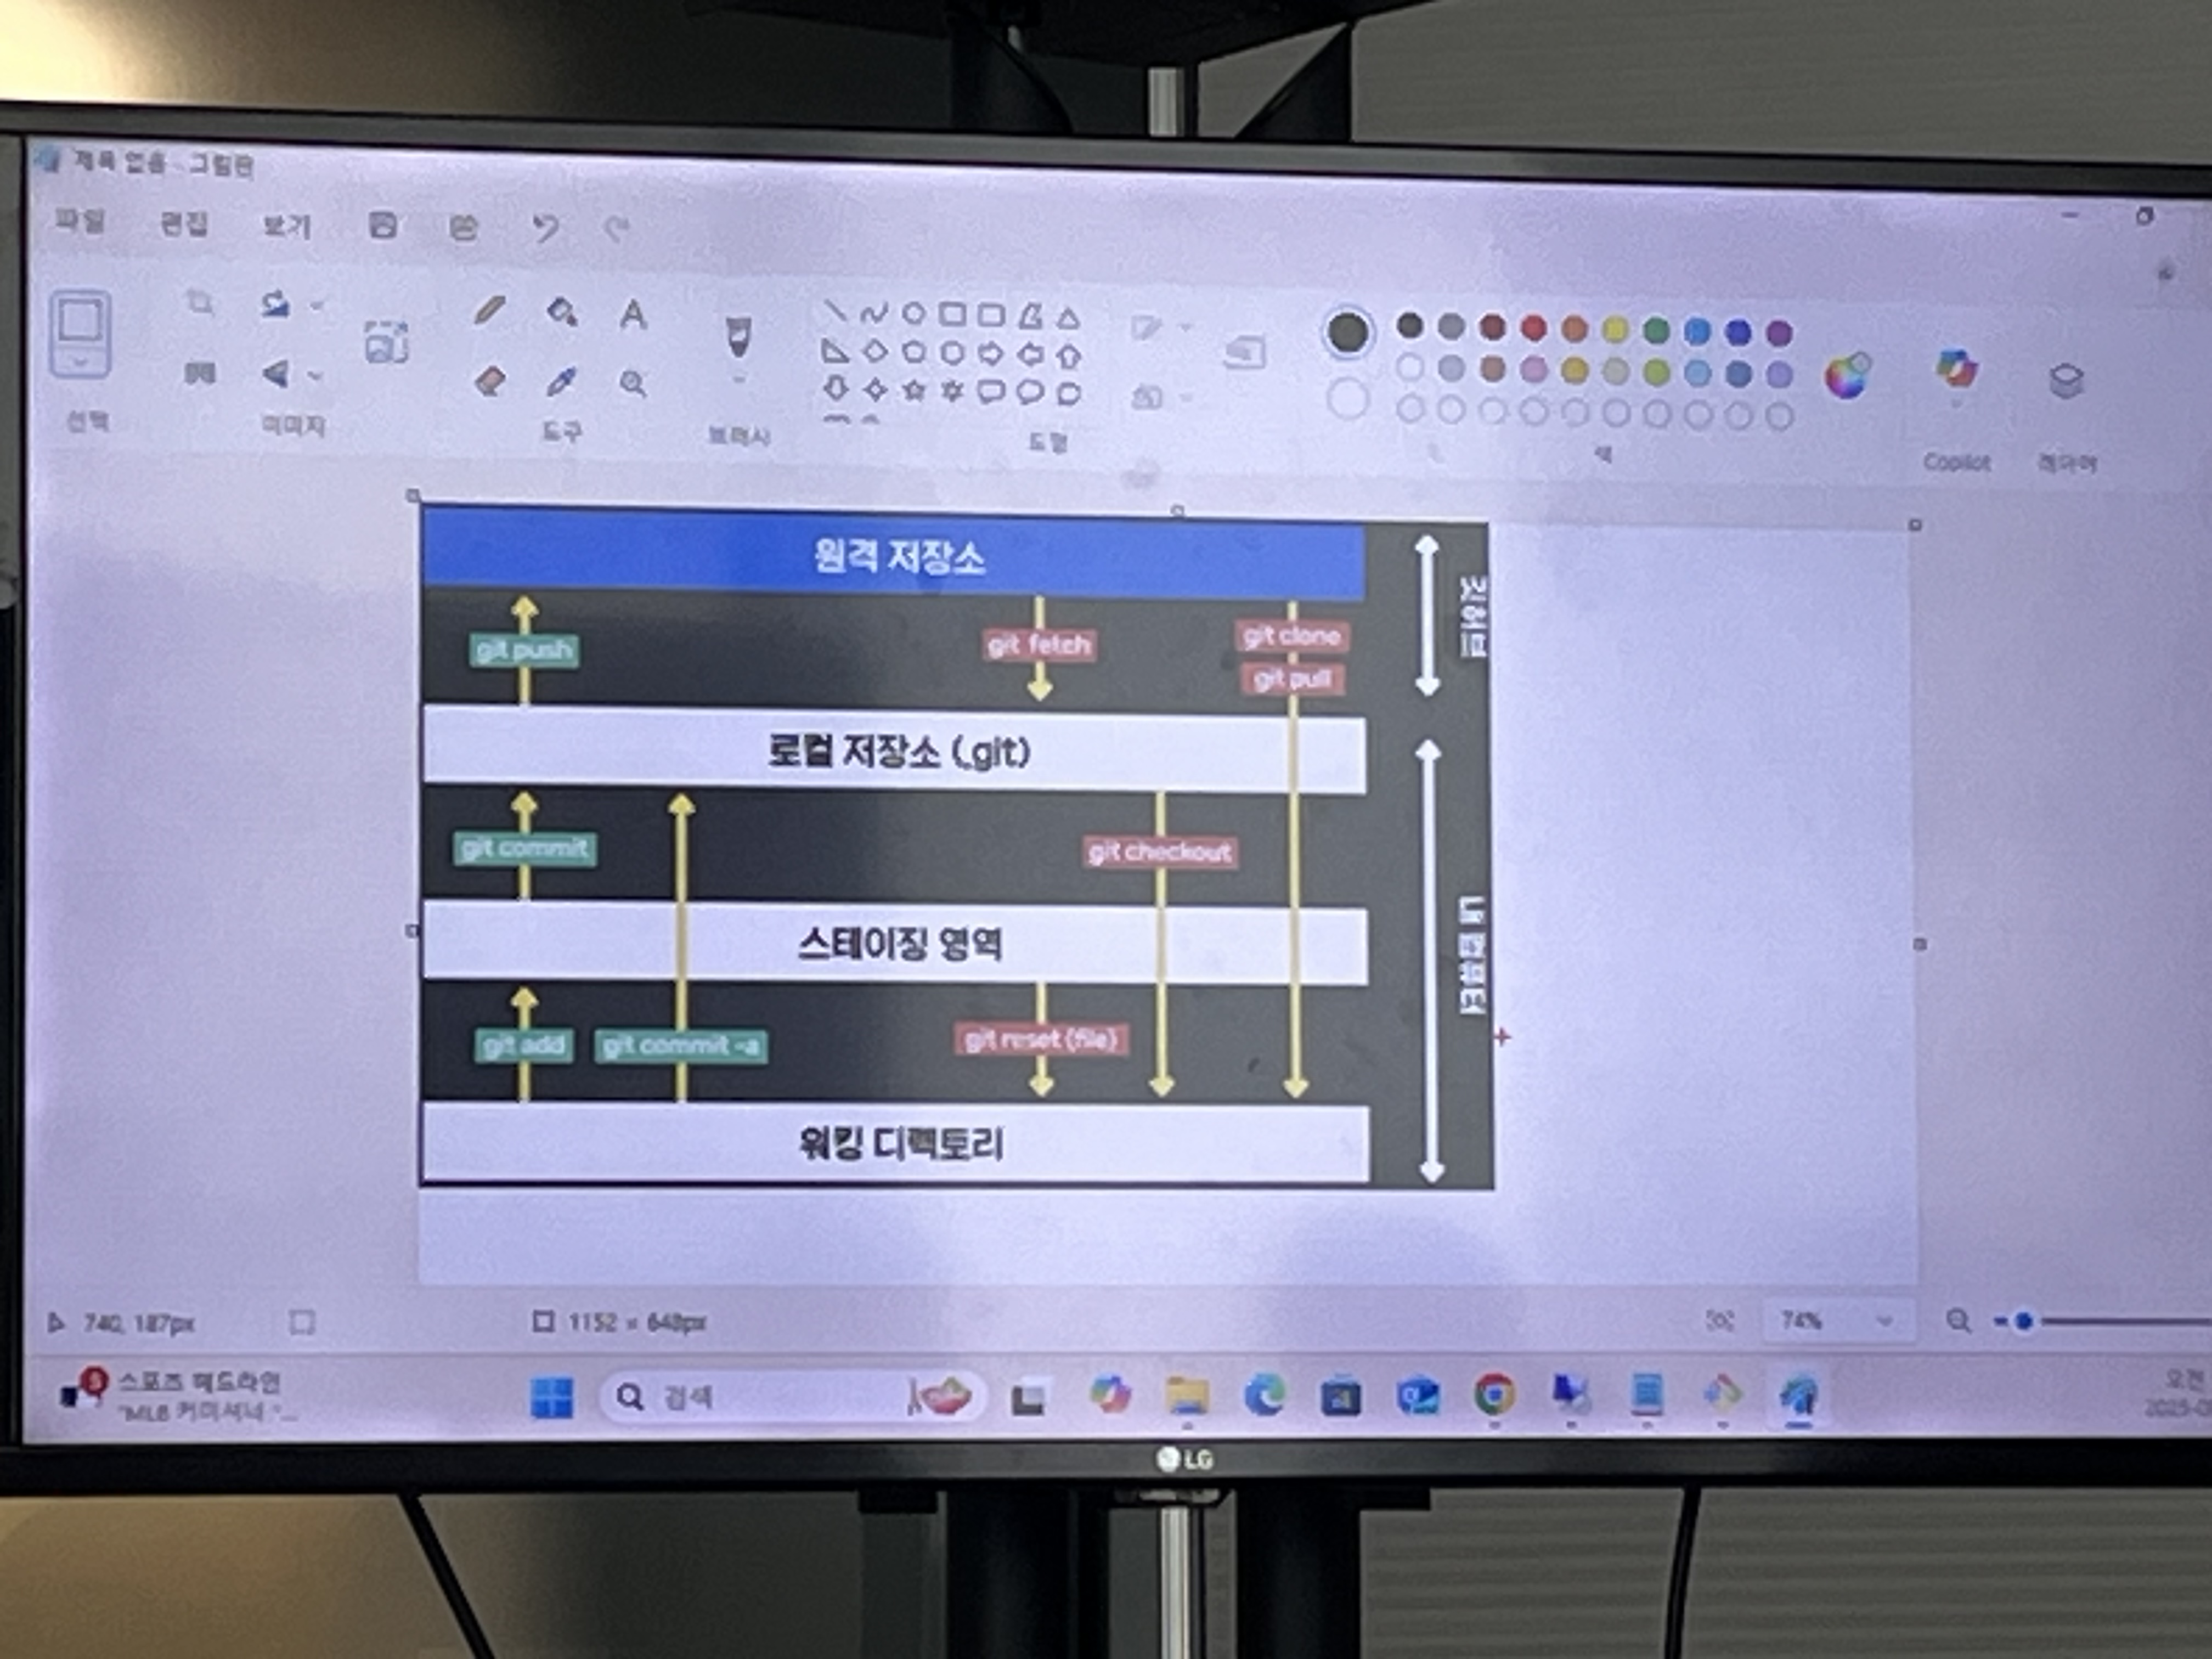 제목 없음 - 그림판
파일 편집 보기
선택
이미지
도구
브러시
도형
색
Copilot
레이어
원격 저장소
git push
git fetch
git clone
git pull
깃허브
로컬 저장소 (.git)
git commit
git checkout
스테이징 영역
내 컴퓨터
git add
git commit -a
git reset (file)
워킹 디렉토리
740, 187px
1152 × 648px
74%
스포츠 헤드라인
"MLB 커미셔너 "...
검색
오전
LG